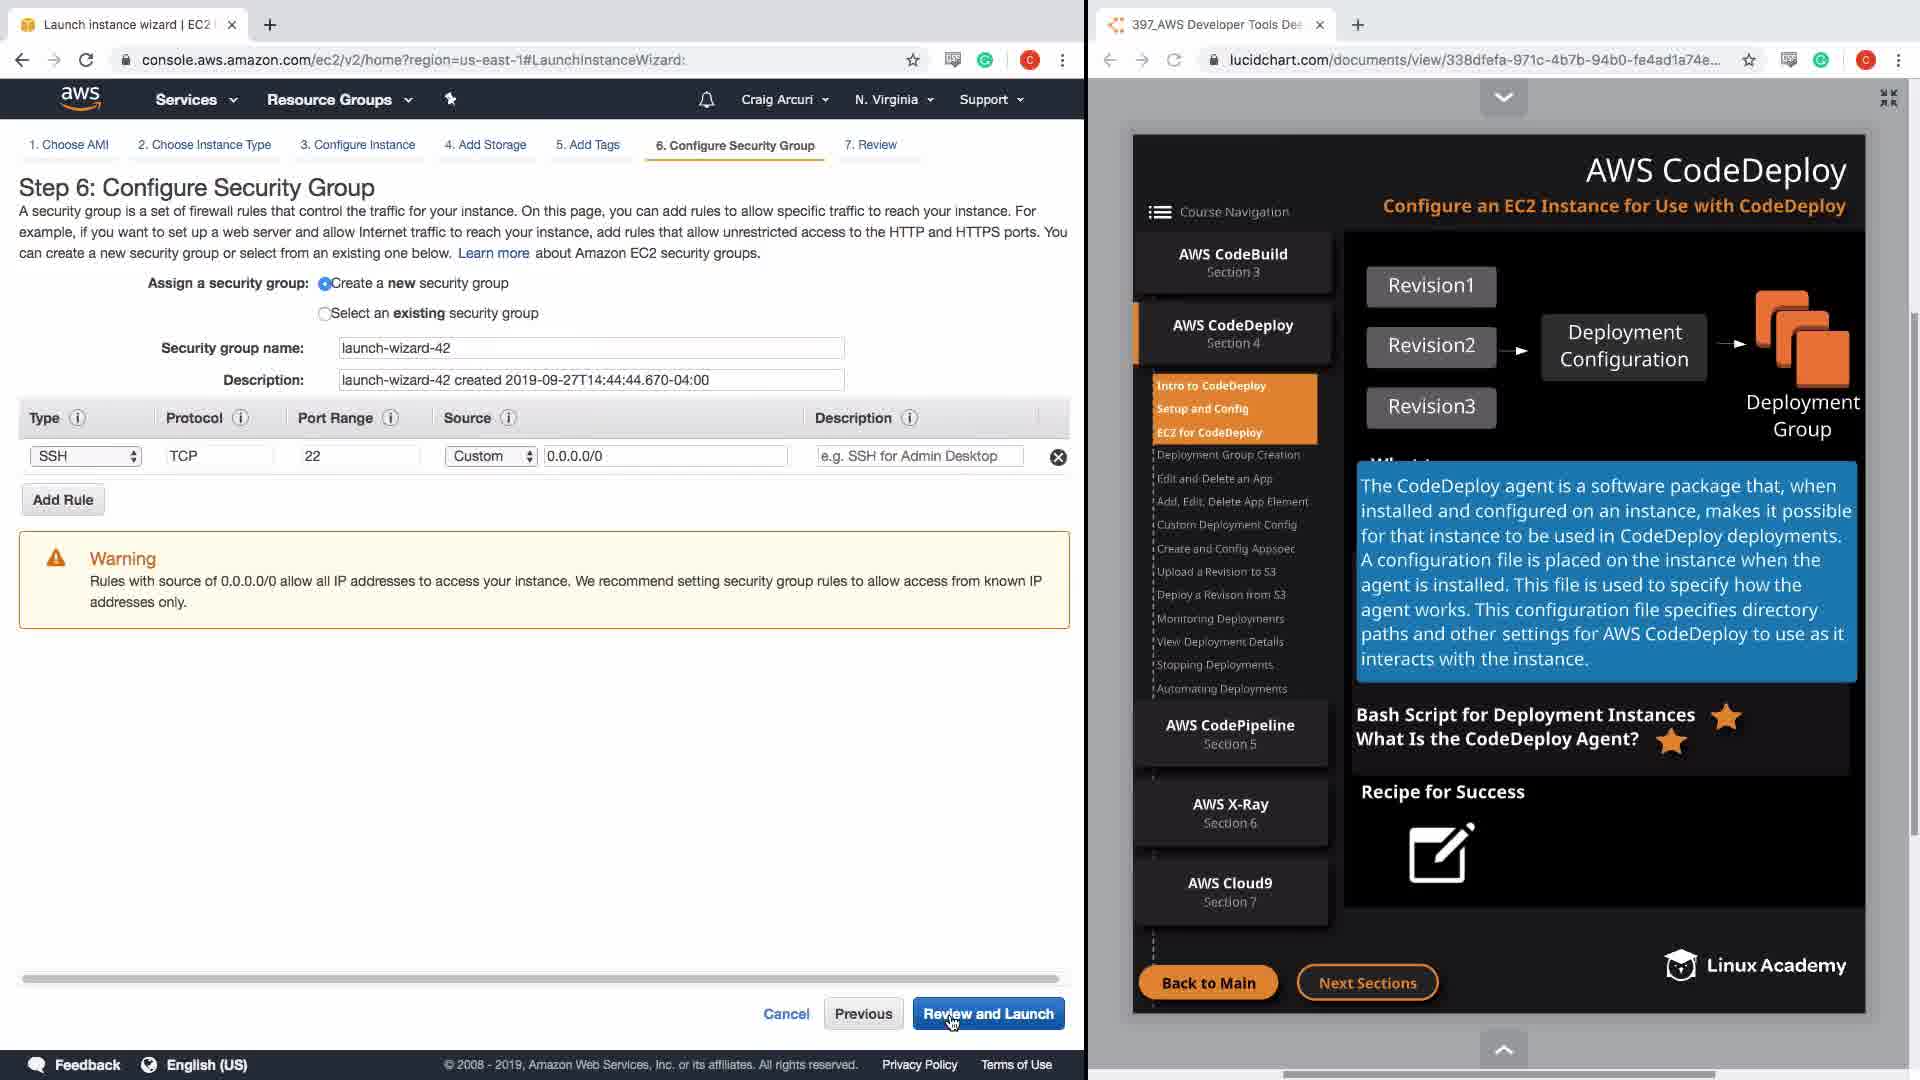 Launch instance wizard | EC2
console.aws.amazon.com/ec2/v2/home?region=us-east-1#LaunchInstanceWizard:
C
aws
Services
Resource Groups
Craig Arcuri
N. Virginia
Support
1. Choose AMI
2. Choose Instance Type
3. Configure Instance
4. Add Storage
5. Add Tags
6. Configure Security Group
7. Review
Step 6: Configure Security Group
A security group is a set of firewall rules that control the traffic for your instance. On this page, you can add rules to allow specific traffic to reach your instance. For
example, if you want to set up a web server and allow Internet traffic to reach your instance, add rules that allow unrestricted access to the HTTP and HTTPS ports. You
can create a new security group or select from an existing one below. Learn more about Amazon EC2 security groups.
Assign a security group:
Create a new security group
Select an existing security group
Security group name:
launch-wizard-42
Description:
launch-wizard-42 created 2019-09-27T14:44:44.670-04:00
Type
Protocol
Port Range
Source
Description
SSH
TCP
22
Custom
0.0.0.0/0
e.g. SSH for Admin Desktop
Add Rule
Warning
Rules with source of 0.0.0.0/0 allow all IP addresses to access your instance. We recommend setting security group rules to allow access from known IP
addresses only.
Cancel
Previous
Review and Launch
Feedback
English (US)
© 2008 - 2019, Amazon Web Services, Inc. or its affiliates. All rights reserved.
Privacy Policy
Terms of Use
397_AWS Developer Tools Dee
lucidchart.com/documents/view/338dfefa-971c-4b7b-94b0-fe4ad1a74e...
C
AWS CodeDeploy
Configure an EC2 Instance for Use with CodeDeploy
Course Navigation
AWS CodeBuild
Section 3
AWS CodeDeploy
Section 4
Intro to CodeDeploy
Setup and Config
EC2 for CodeDeploy
Deployment Group Creation
Edit and Delete an App
Add, Edit, Delete App Element
Custom Deployment Config
Create and Config Appsoec
Upload a Revision to S3
Deploy a Revison from S3
Monitoring Deployments
View Deployment Details
Stopping Deployments
Automating Deployments
AWS CodePipeline
Section 5
AWS X-Ray
Section 6
AWS Cloud9
Section 7
Back to Main
Next Sections
Revision1
Revision2
Revision3
Deployment
Configuration
Deployment
Group
The CodeDeploy agent is a software package that, when
installed and configured on an instance, makes it possible
for that instance to be used in CodeDeploy deployments.
A configuration file is placed on the instance when the
agent is installed. This file is used to specify how the
agent works. This configuration file specifies directory
paths and other settings for AWS CodeDeploy to use as it
interacts with the instance.
Bash Script for Deployment Instances
What Is the CodeDeploy Agent?
Recipe for Success
Linux Academy